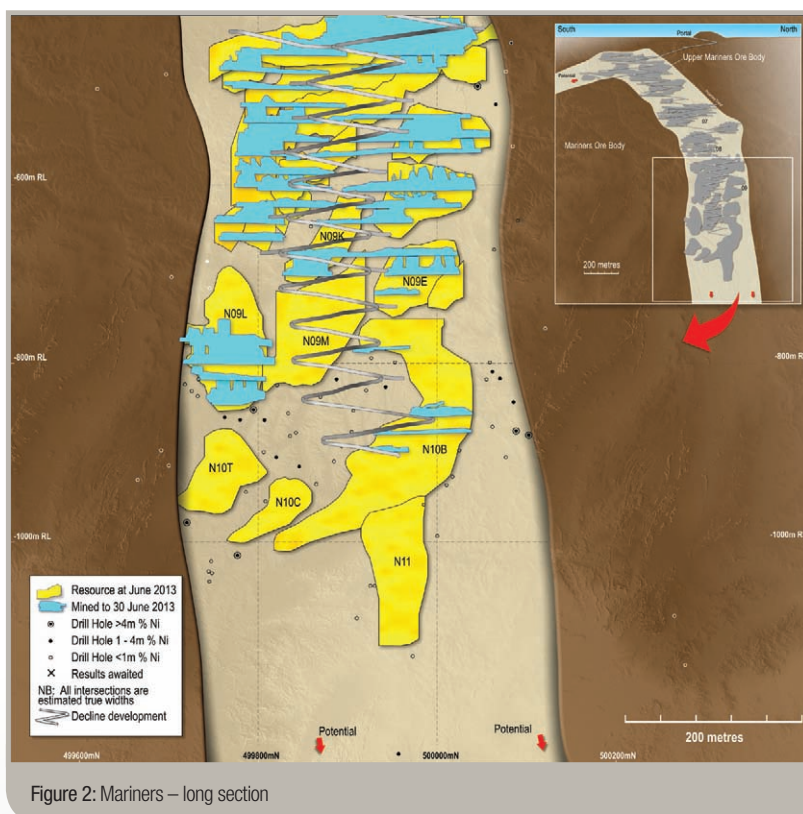 South
Portal
North
Upper Mariners Ore Body
Potential
07
Mariners Ore Body
08
09
200 metres
-600m RL
N09K
N09L
N09M
N09E
-800m RL
-800m RL
N10T
N10C
N10B
-1000m RL
-1000m RL
N11
Resource at June 2013
Mined to 30 June 2013
Drill Hole >4m % Ni
Drill Hole 1 - 4m % Ni
Drill Hole <1m % Ni
Results awaited
NB: All intersections are
estimated true widths
Decline development
200 metres
Potential
Potential
499600mN
499800mN
500000mN
500200mN
Figure 2: Mariners – long section